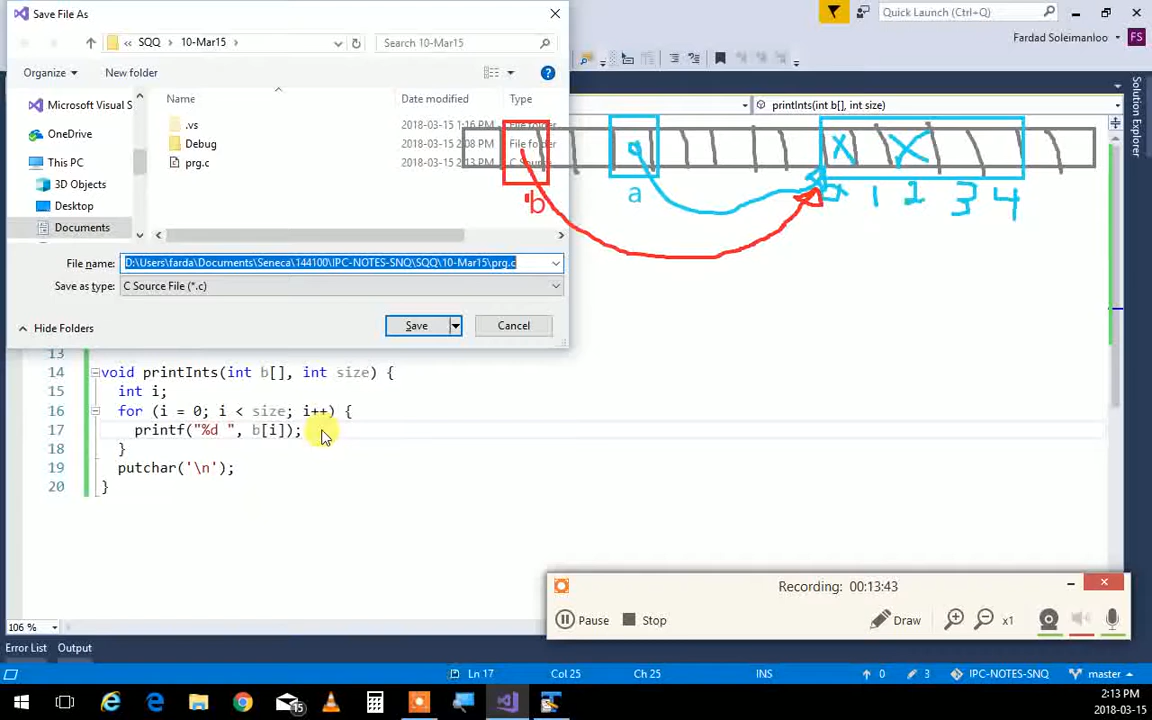 Save File As
Quick Launch (Ctrl+Q)
Fardad Soleimanloo FS
« SQQ › 10-Mar15 ›
Search 10-Mar15
Organize
New folder
Name
Date modified
Type
Microsoft Visual S
OneDrive
This PC
3D Objects
Desktop
Documents
.vs 2018-03-15 1:16 PM File folder
Debug 2018-03-15 2:08 PM File folder
prg.c 2018-03-15 2:13 PM
File name: D:\Users\farda\Documents\Seneca\144100\IPC-NOTES-SNQ\SQQ\10-Mar15\prg.c
Save as type: C Source File (*.c)
Hide Folders
Save
Cancel
printInts(int b[], int size)
Solution Explorer
b
a
X X
1 2 3 4
13
14 void printInts(int b[], int size) {
15 int i;
16 for (i = 0; i < size; i++) {
17 printf("%d ", b[i]);
18 }
19 putchar('\n');
20 }
Recording: 00:13:43
Pause Stop Draw x1
106 %
Error List Output
Ln 17 Col 25 Ch 25 INS 0 3 IPC-NOTES-SNQ master
15
2:13 PM
2018-03-15